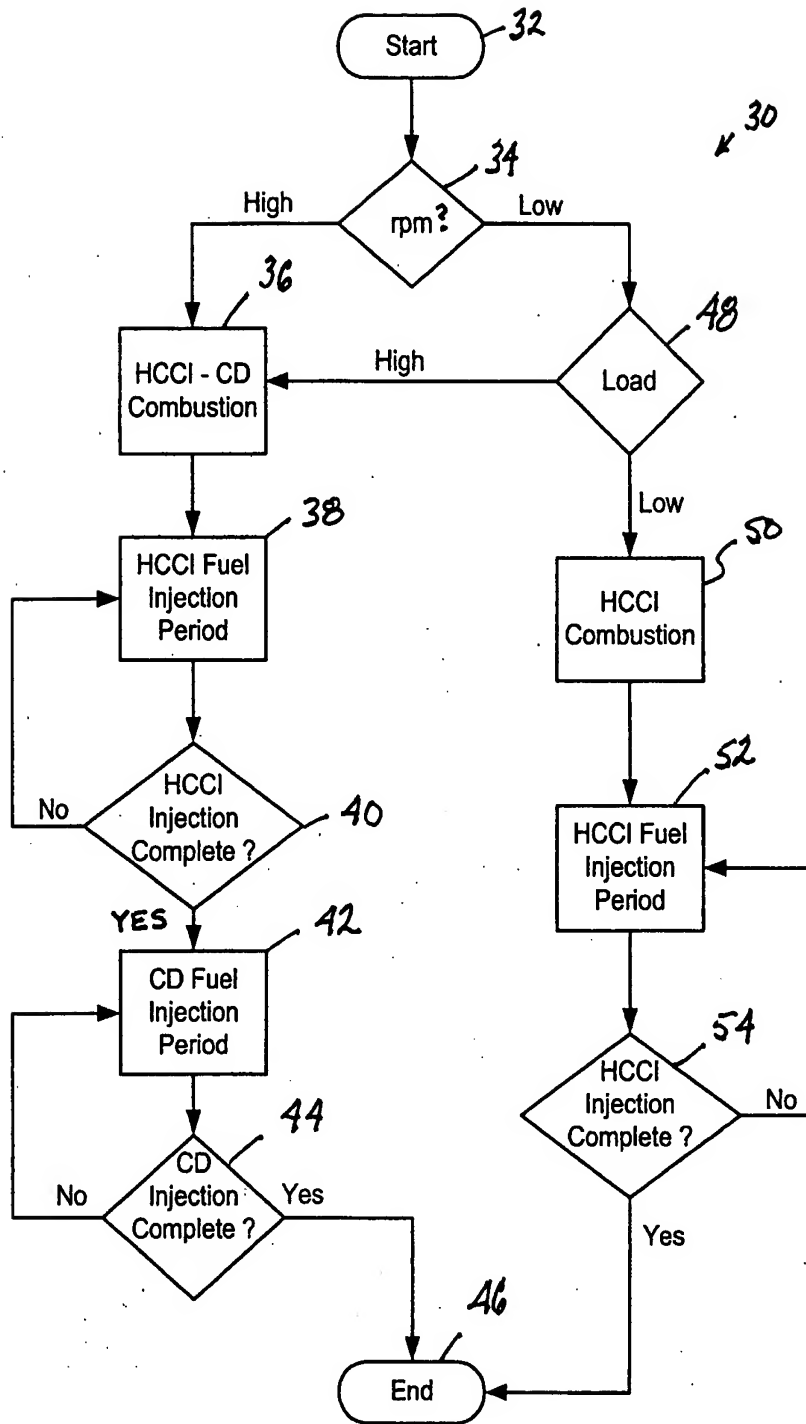 Start
32
30
34
rpm?
High
Low
36
48
HCCI - CD
Combustion
High
Load
38
Low
HCCI Fuel
Injection
Period
50
HCCI
Combustion
HCCI
Injection
Complete ?
No
40
52
HCCI Fuel
Injection
Period
YES
42
CD Fuel
Injection
Period
54
HCCI
Injection
Complete ?
No
44
CD
Injection
Complete ?
No
Yes
Yes
46
End